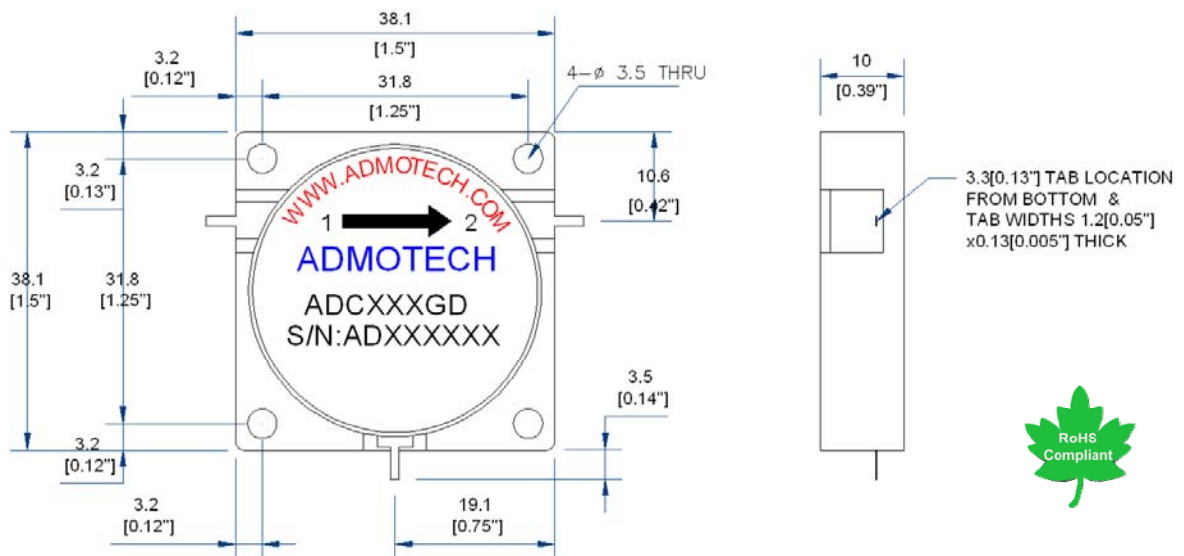 38.1
[1.5"]
3.2
[0.12"]
31.8
[1.25"]
4-ø 3.5 THRU
10
[0.39"]
3.2
[0.13"]
10.6
[0.42"]
WWW.ADMOTECH.COM
1 2
ADMOTECH
ADCXXXGD
S/N:ADXXXXXX
38.1
[1.5"]
31.8
[1.25"]
3.3[0.13"] TAB LOCATION
FROM BOTTOM &
TAB WIDTHS 1.2[0.05"]
x0.13[0.005"] THICK
3.5
[0.14"]
3.2
[0.12"]
3.2
[0.12"]
19.1
[0.75"]
RoHS
Compliant